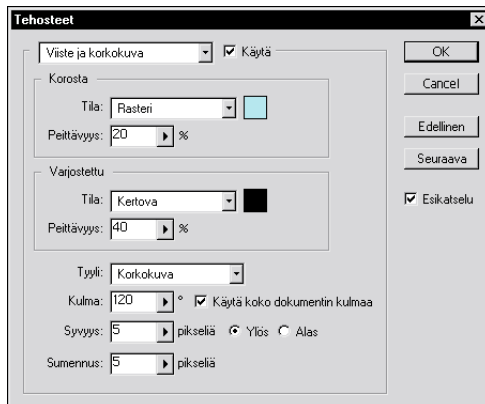 Tehosteet
Viiste ja korkokuva Käytä
OK
Cancel
Edellinen
Seuraava
Esikatselu
Korosta
Tila: Rasteri
Peittävyys: 20 %
Varjostettu
Tila: Kertova
Peittävyys: 40 %
Tyyli: Korkokuva
Kulma: 120 ° Käytä koko dokumentin kulmaa
Syvyys: 5 pikseliä Ylös Alas
Sumennus: 5 pikseliä